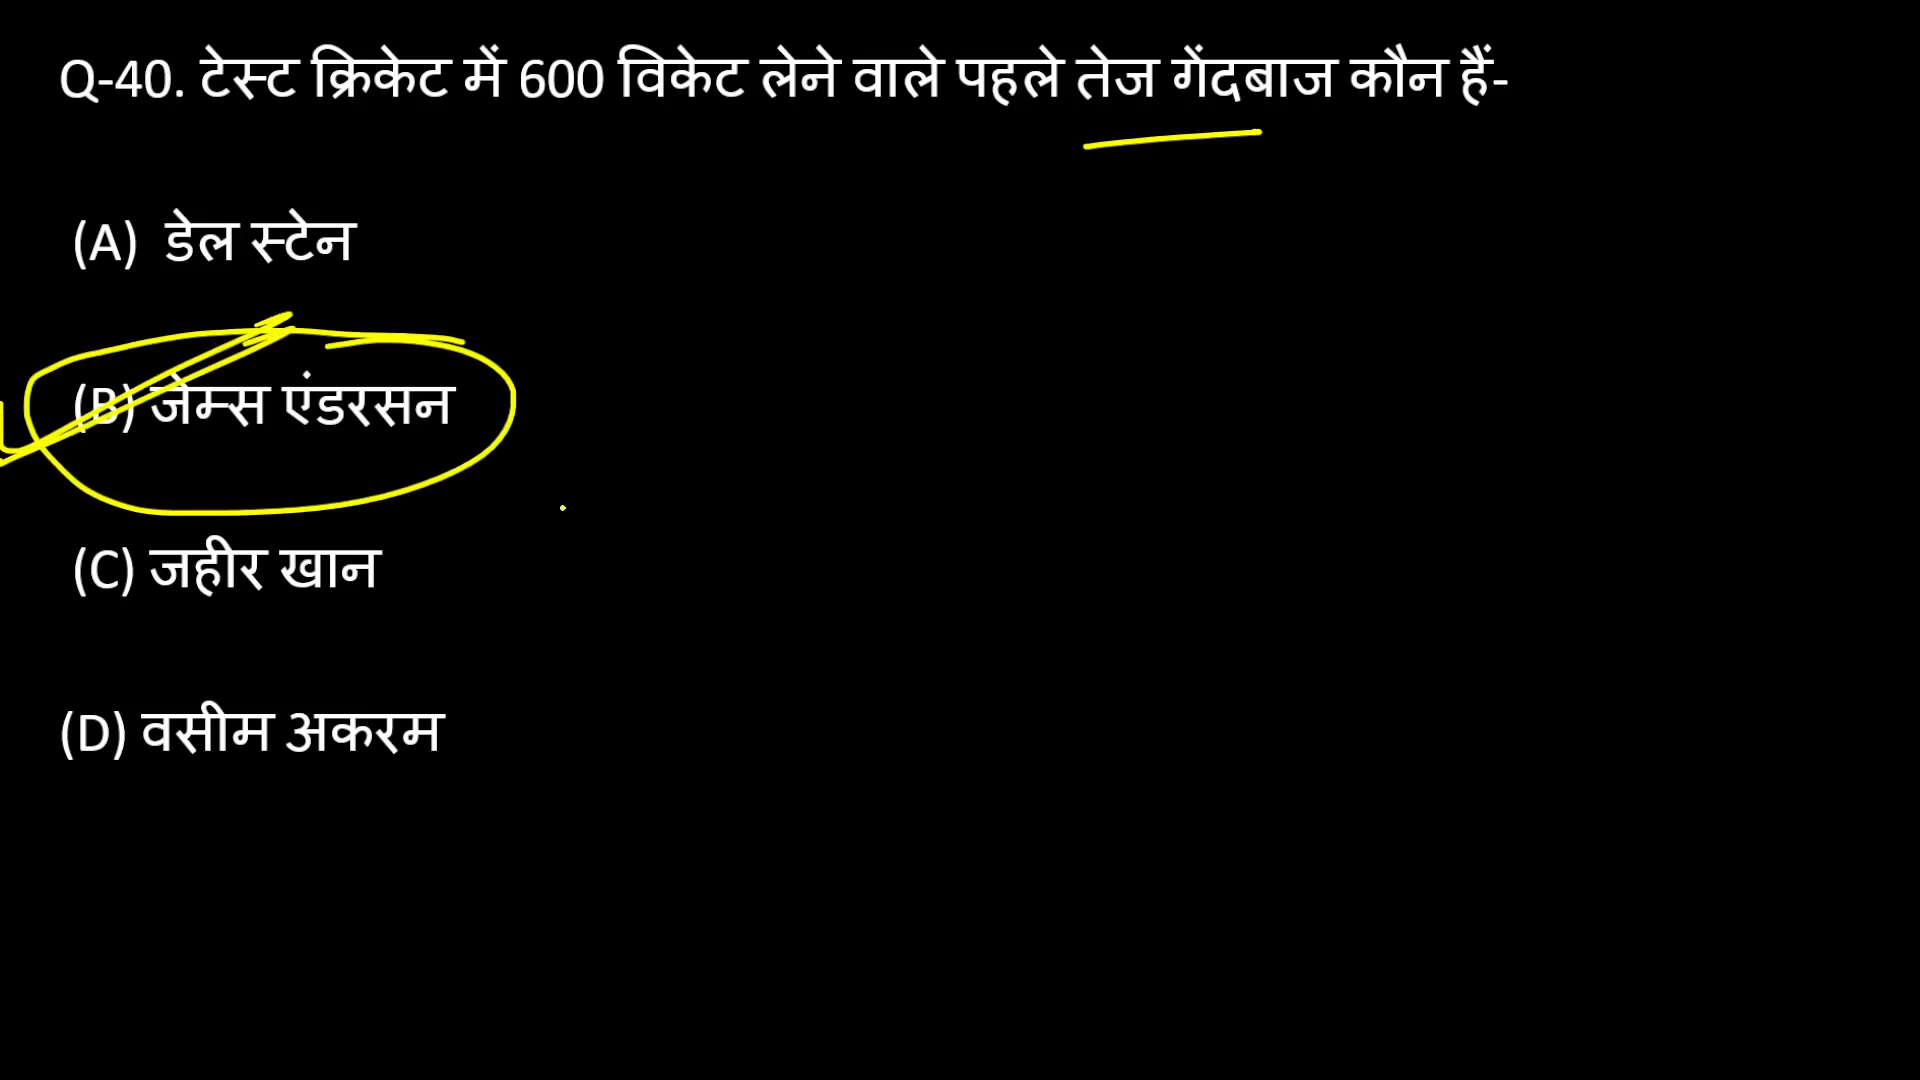 Q-40. टेस्ट क्रिकेट में 600 विकेट लेने वाले पहले तेज गेंदबाज कौन हैं-
(A) डेल स्टेन
(B) जेम्स एंडरसन
(C) जहीर खान
(D) वसीम अकरम